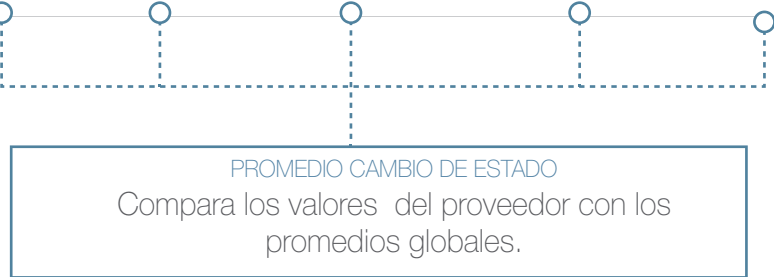 PROMEDIO CAMBIO DE ESTADO
Compara los valores  del proveedor con los
promedios globales.